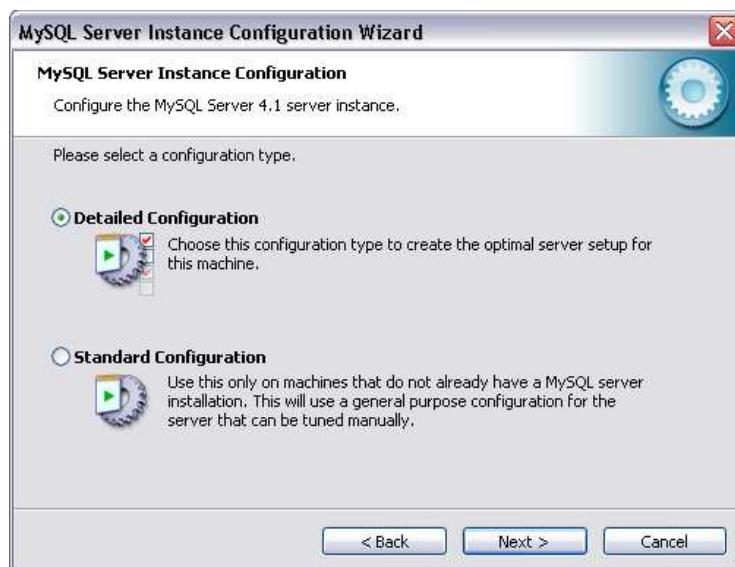 MySQL Server Instance Configuration Wizard
MySQL Server Instance Configuration
Configure the MySQL Server 4.1 server instance.
Please select a configuration type.
Detailed Configuration
Choose this configuration type to create the optimal server setup for
this machine.
Standard Configuration
Use this only on machines that do not already have a MySQL server
installation. This will use a general purpose configuration for the
server that can be tuned manually.
< Back
Next >
Cancel